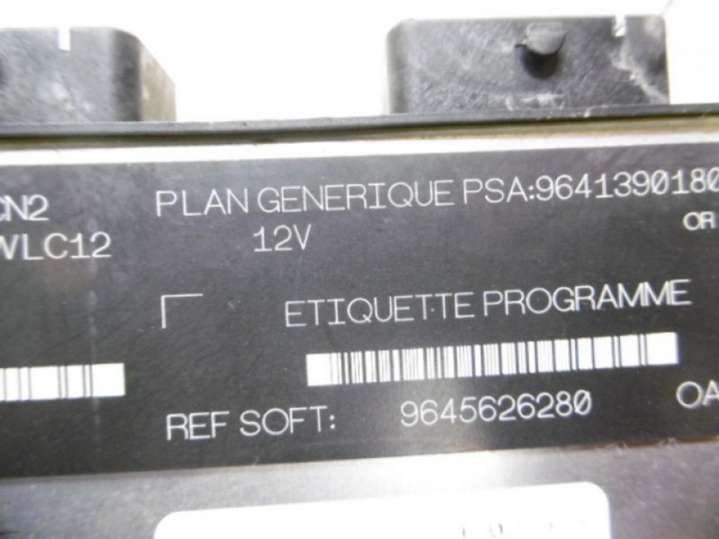 CN2 PLAN GENERIQUE PSA:9641390180
WLC12 12V OR
ETIQUETTE PROGRAMME
REF SOFT: 9645626280 OA